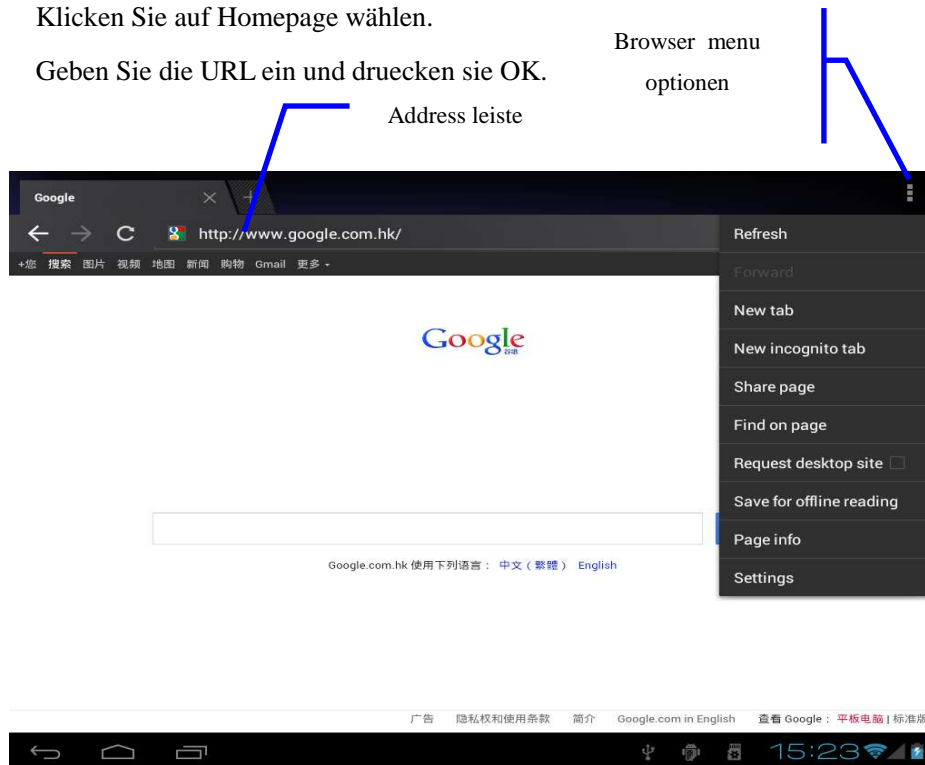 Klicken Sie auf Homepage wählen.
Geben Sie die URL ein und druecken sie OK.
Browser menu
optionen
Address leiste
Google
http://www.google.com.hk/
+您 搜索 图片 视频 地图 新闻 购物 Gmail 更多
Refresh
Forward
New tab
New incognito tab
Share page
Find on page
Request desktop site
Save for offline reading
Page info
Settings
Google
谷歌
Google.com.hk 使用下列语言： 中文（繁體） English
广告 隐私权和使用条款 简介 Google.com in English 查看 Google： 平板电脑 | 标准版
15:23